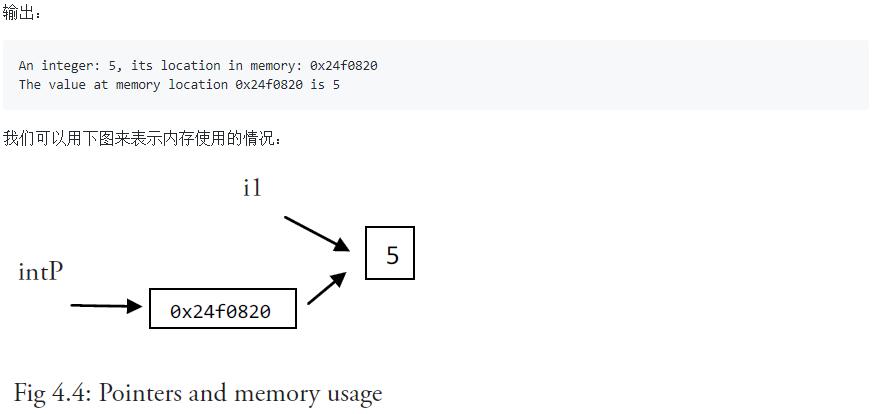 输出：
An integer: 5, its location in memory: 0x24f0820
The value at memory location 0x24f0820 is 5
我们可以用下图来表示内存使用的情况：
i1
5
intP
0x24f0820
Fig 4.4: Pointers and memory usage